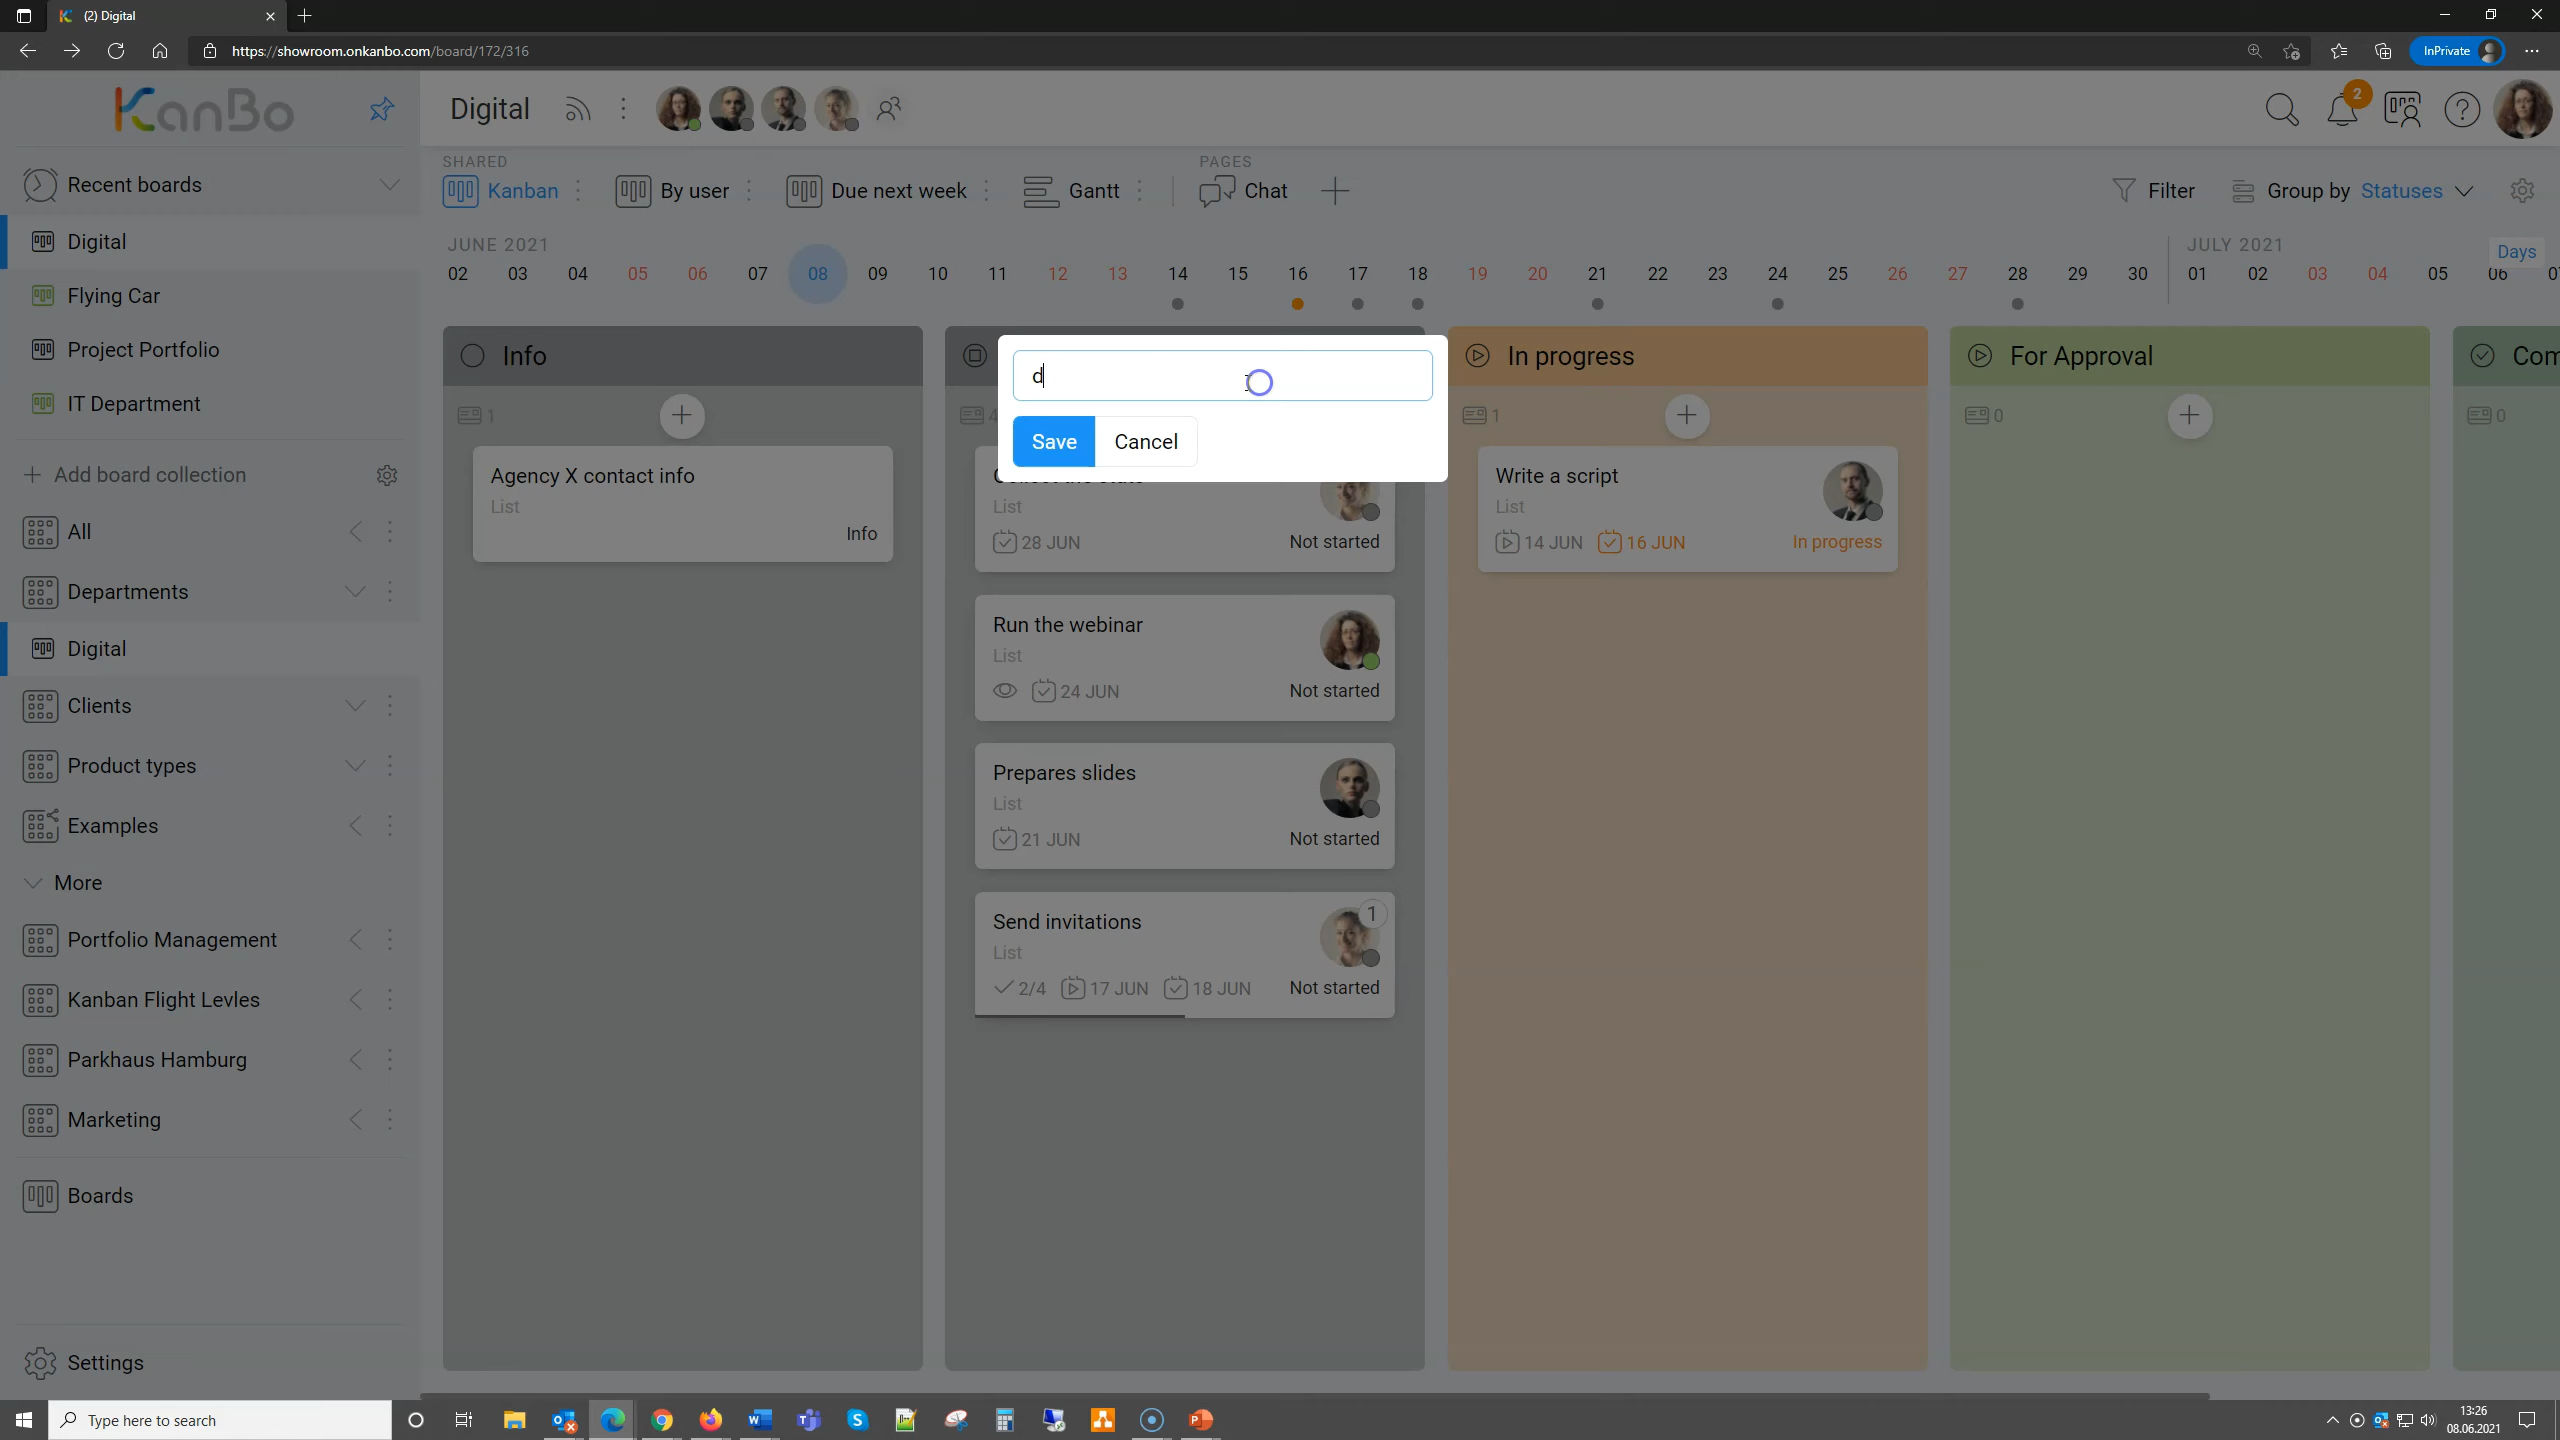 (2) Digital
https://showroom.onkanbo.com/board/172/316
InPrivate
KanBo
Digital
2
Recent boards
Digital
Flying Car
Project Portfolio
IT Department
Add board collection
All
Departments
Digital
Clients
Product types
Examples
More
Portfolio Management
Kanban Flight Levles
Parkhaus Hamburg
Marketing
Boards
Settings
SHARED
PAGES
Kanban
By user
Due next week
Gantt
Chat
Filter
Group by Statuses
JUNE 2021
JULY 2021
Days
02 03 04 05 06 07 08 09 10 11 12 13 14 15 16 17 18 19 20 21 22 23 24 25 26 27 28 29 30 01 02 03 04 05 06
Info
1
Agency X contact info
List
Info
d
Save
Cancel
List
28 JUN
Not started
Run the webinar
List
24 JUN
Not started
Prepares slides
List
21 JUN
Not started
Send invitations
1
List
2/4
17 JUN
18 JUN
Not started
In progress
1
Write a script
List
14 JUN
16 JUN
In progress
For Approval
0
Com
0
Type here to search
13:26
08.06.2021